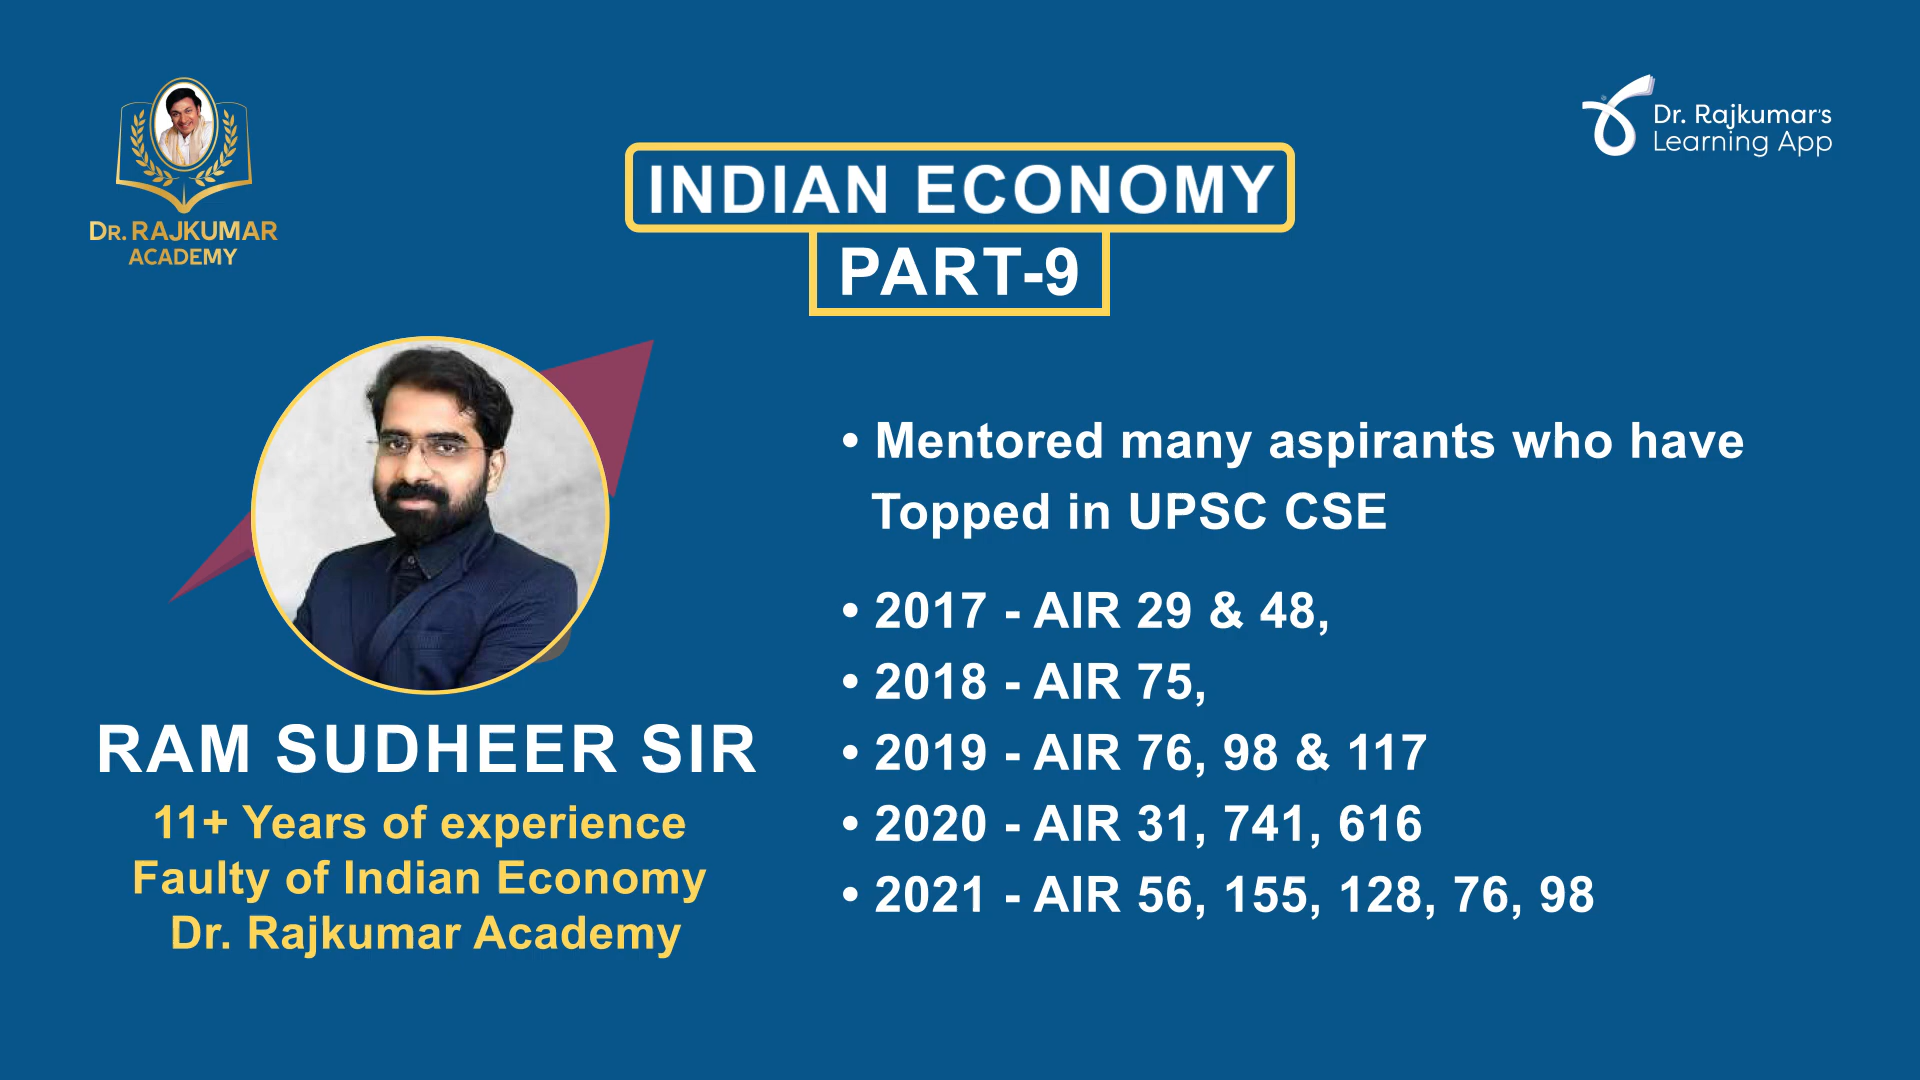 DR. RAJKUMAR
ACADEMY
Dr. Rajkumar's
Learning App
INDIAN ECONOMY
PART-9
RAM SUDHEER SIR
11+ Years of experience
Faulty of Indian Economy
Dr. Rajkumar Academy
• Mentored many aspirants who have
Topped in UPSC CSE
• 2017 - AIR 29 & 48,
• 2018 - AIR 75,
• 2019 - AIR 76, 98 & 117
• 2020 - AIR 31, 741, 616
• 2021 - AIR 56, 155, 128, 76, 98